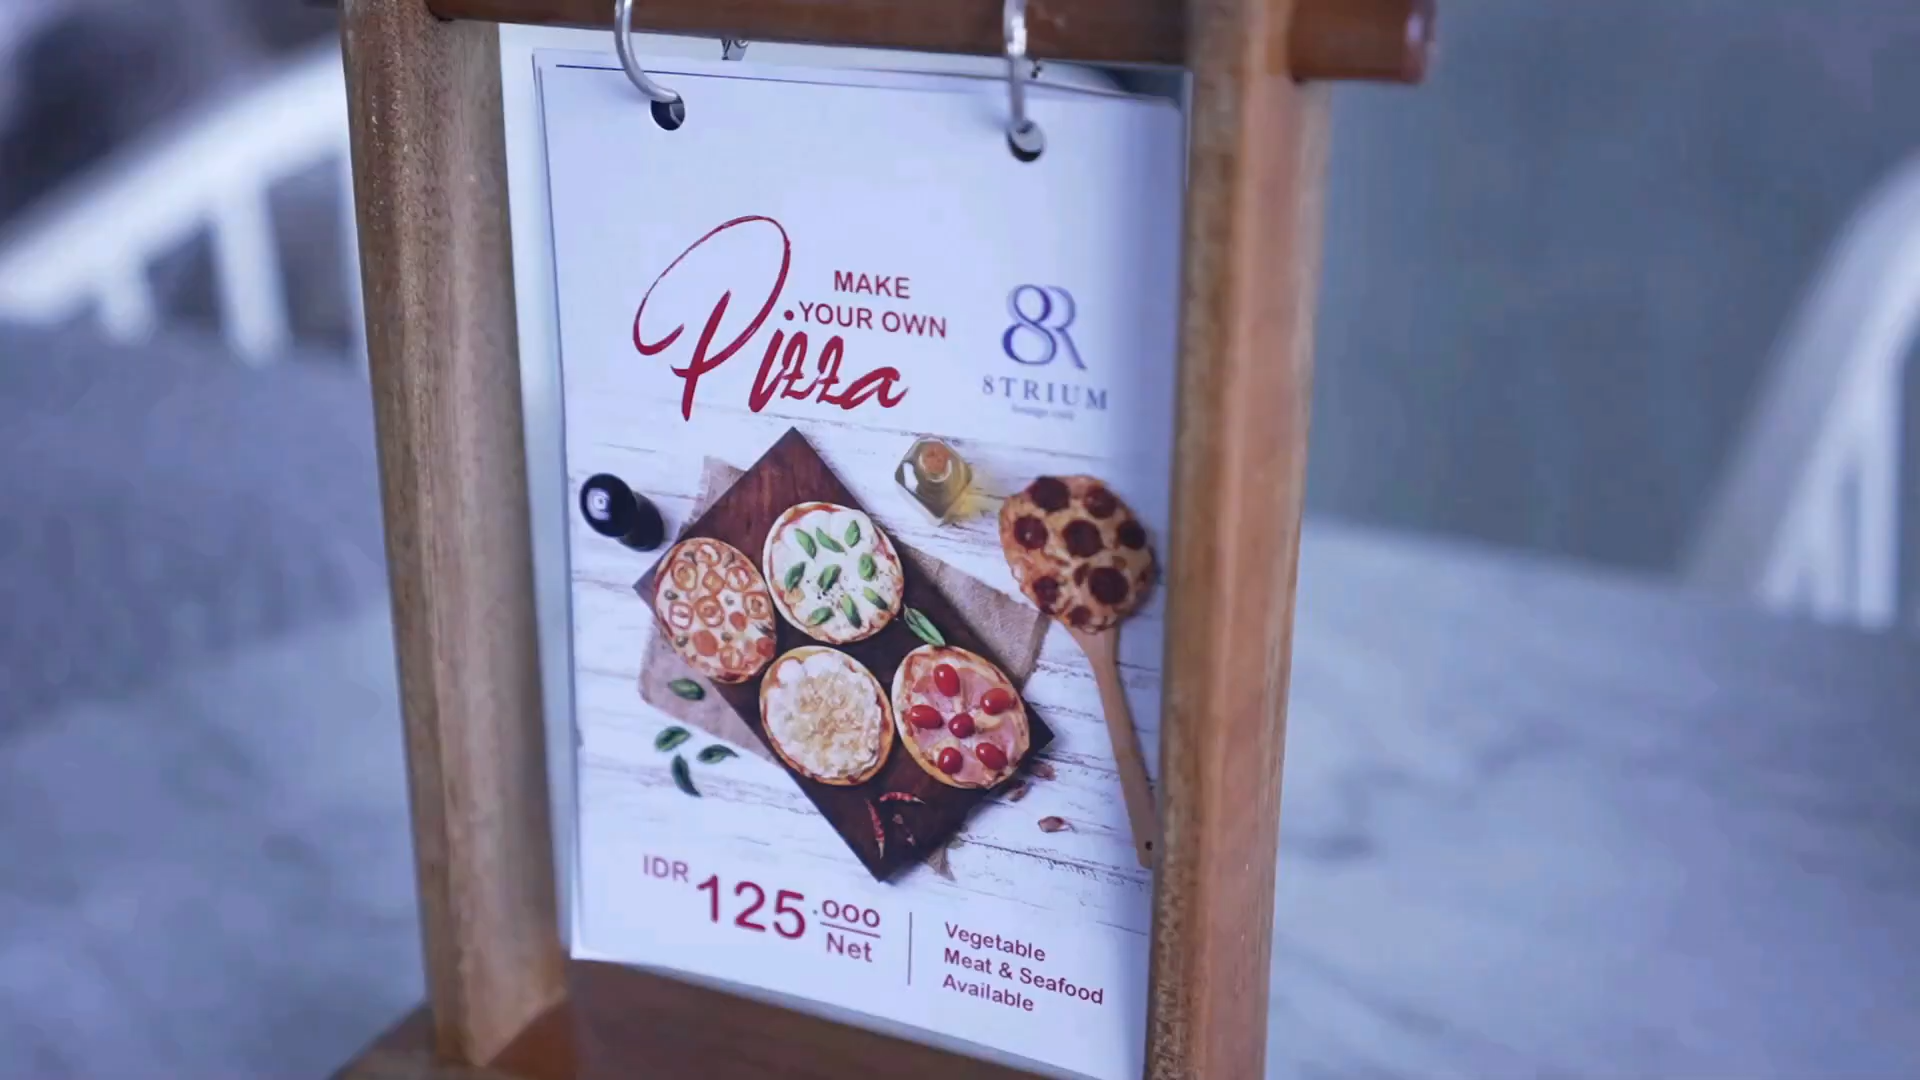 MAKE
YOUR OWN
Pizza
8R
8TRIUM
IDR 125.000
Net
Vegetable
Meat & Seafood
Available